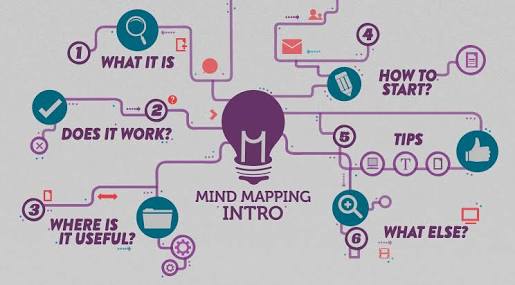 1
WHAT IT IS
2
DOES IT WORK?
3
WHERE IS
IT USEFUL?
M
MIND MAPPING
INTRO
4
HOW TO
START?
5
TIPS
T
6
WHAT ELSE?